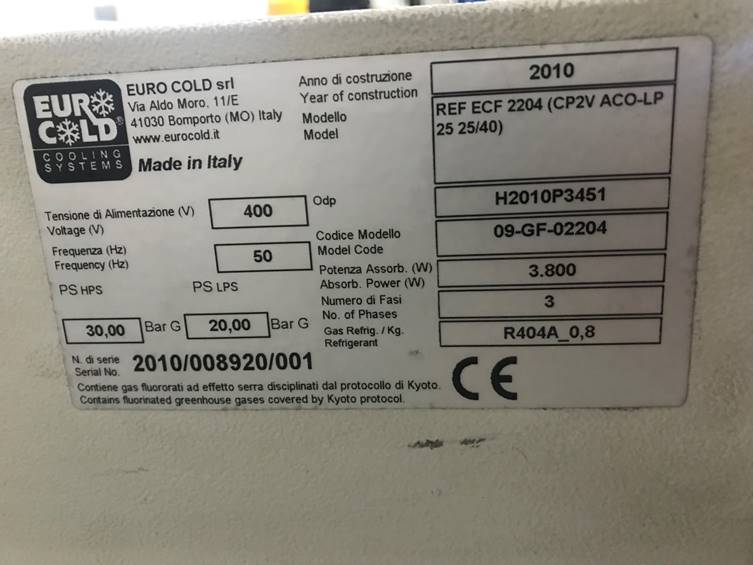 EURO COLD
COOLING
SYSTEMS
EURO COLD srl
Via Aldo Moro, 11/E
41030 Bomporto (MO) Italy
www.eurocold.it
Made in Italy
Anno di costruzione
Year of construction
2010
Modello
Model
REF ECF 2204 (CP2V ACO-LP
25 25/40)
Tensione di Alimentazione (V)
Voltage (V)
400
Odp
H2010P3451
Frequenza (Hz)
Frequency (Hz)
50
Codice Modello
Model Code
09-GF-02204
PS HPS
PS LPS
Potenza Assorb. (W)
Absorb. Power (W)
3.800
30,00 Bar G
20,00 Bar G
Numero di Fasi
No. of Phases
3
Gas Refrig. / Kg.
Refrigerant
R404A_0,8
N. di serie
Serial No.
2010/008920/001
Contiene gas fluororati ad effetto serra disciplinati dal protocollo di Kyoto.
Contains fluorinated greenhouse gases covered by Kyoto protocol.
CE